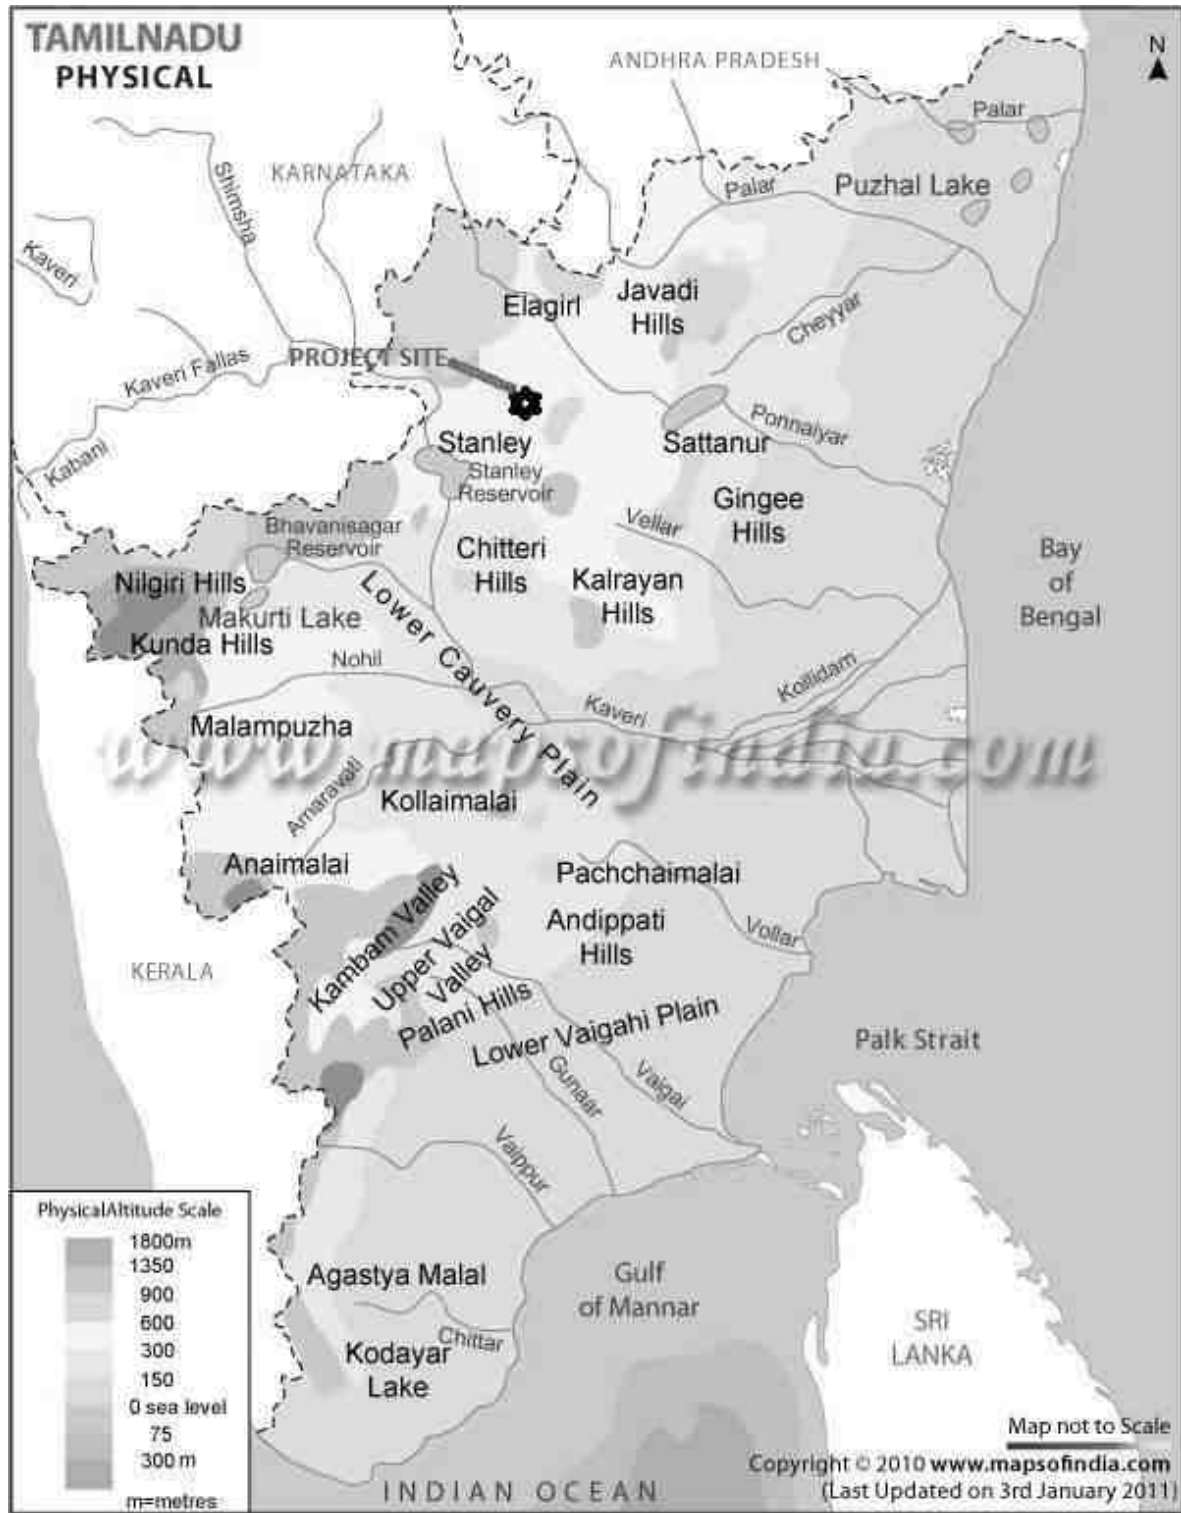 TAMILNADU
PHYSICAL
N
ANDHRA PRADESH
Palar
KARNATAKA
Shimsha
Palar
Puzhal Lake
Kaveri
Elagirl
Javadi
Hills
Cheyyar
PROJECT SITE
Kaveri Fallas
Ponnaiyar
Kabani
Stanley
Sattanur
Stanley
Reservoir
Gingee
Hills
Bhavanisagar
Reservoir
Vellar
Chitteri
Hills
Bay
of
Bengal
Nilgiri Hills
Kalrayan
Hills
Makurti Lake
Kunda Hills
Lower Cauvery Plain
Nohil
Kollidam
Kaveri
Malampuzha
www.mapsofindia.com
Amaravati
Kollaimalai
Anaimalai
Pachchaimalai
Kambam Valley
Upper Vaigal
Valley
Andippati
Hills
Vollar
KERALA
Palani Hills
Lower Vaigahi Plain
Palk Strait
Gunaar
Vaigai
Vaippur
PhysicalAltitude Scale
1800m
1350
900
600
300
150
0 sea level
75
300 m
m=metres
Agastya Malal
Gulf
of Mannar
Chittar
Kodayar
Lake
SRI
LANKA
Map not to Scale
Copyright © 2010 www.mapsofindia.com
(Last Updated on 3rd January 2011)
INDIAN OCEAN